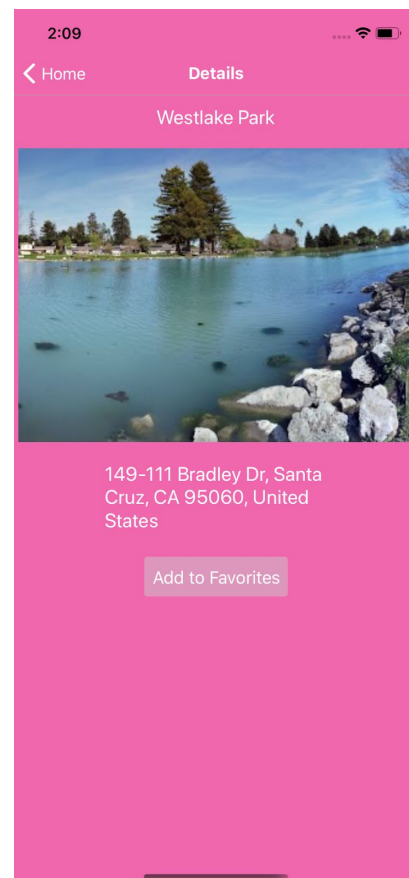 2:09
Home
Details
Westlake Park
149-111 Bradley Dr, Santa
Cruz, CA 95060, United
States
Add to Favorites